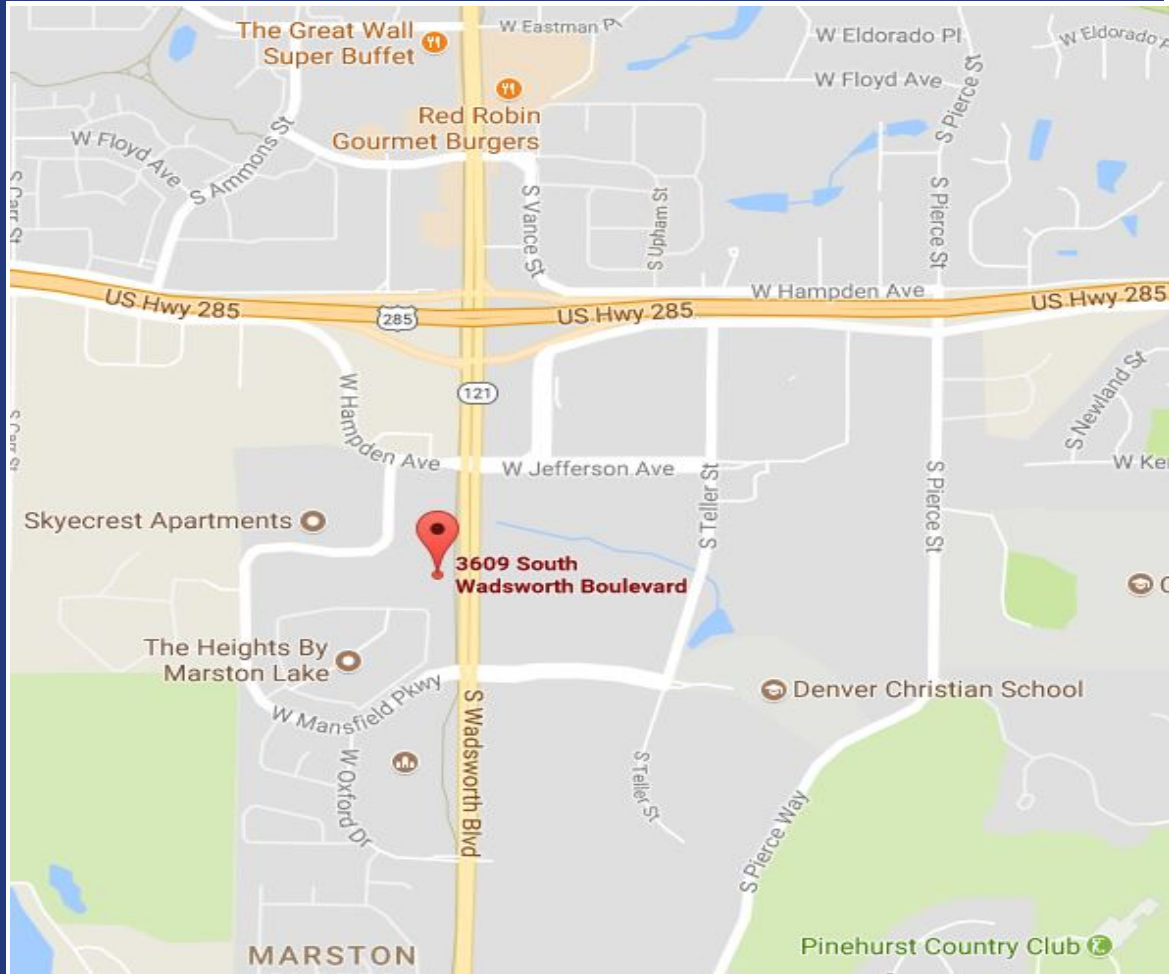 The Great Wall
Super Buffet
W Eastman Pl
W Eldorado Pl
W Eldorado P
W Floyd Ave
S Pierce St
Red Robin
Gourmet Burgers
W Floyd Ave
S Ammons St
S Carr St
S Vance St
S Upham St
S Pierce St
W Hampden Ave
US Hwy 285
285
US Hwy 285
US Hwy 285
121
W Hampden Ave
S Carr St
S Newland St
W Jefferson Ave
W Ke
S Teller St
S Pierce St
Skyecrest Apartments
3609 South
Wadsworth Boulevard
C
The Heights By
Marston Lake
Denver Christian School
W Mansfield Pkwy
S Wadsworth Blvd
W Oxford Dr
S Teller St
S Pierce Way
MARSTON
Pinehurst Country Club